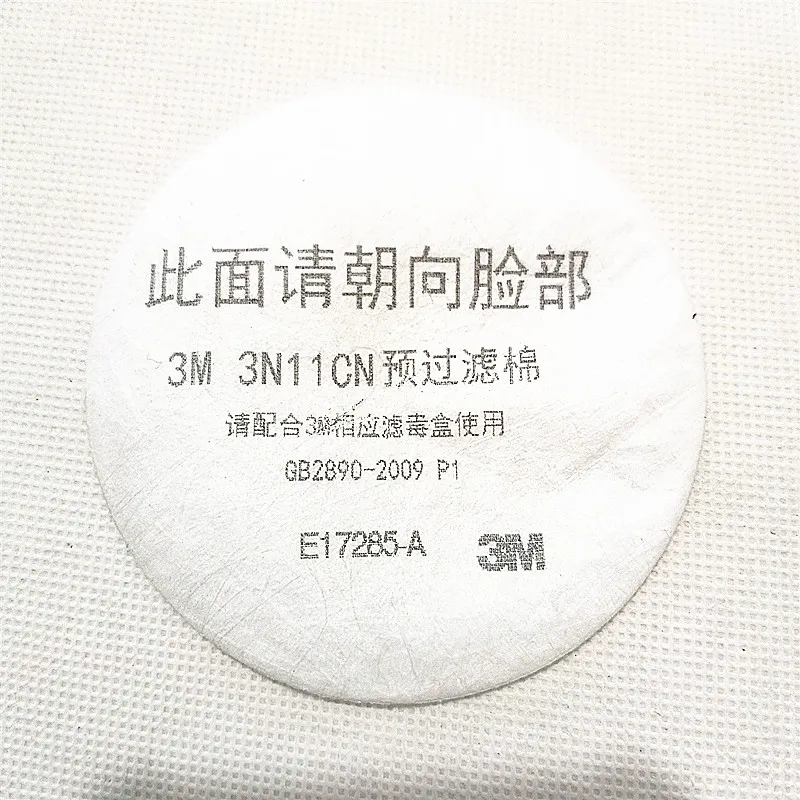 此面请朝向脸部
3M 3N11CN预过滤棉
请配合3M相应滤毒盒使用
GB2890-2009 P1
E17285-A 3M